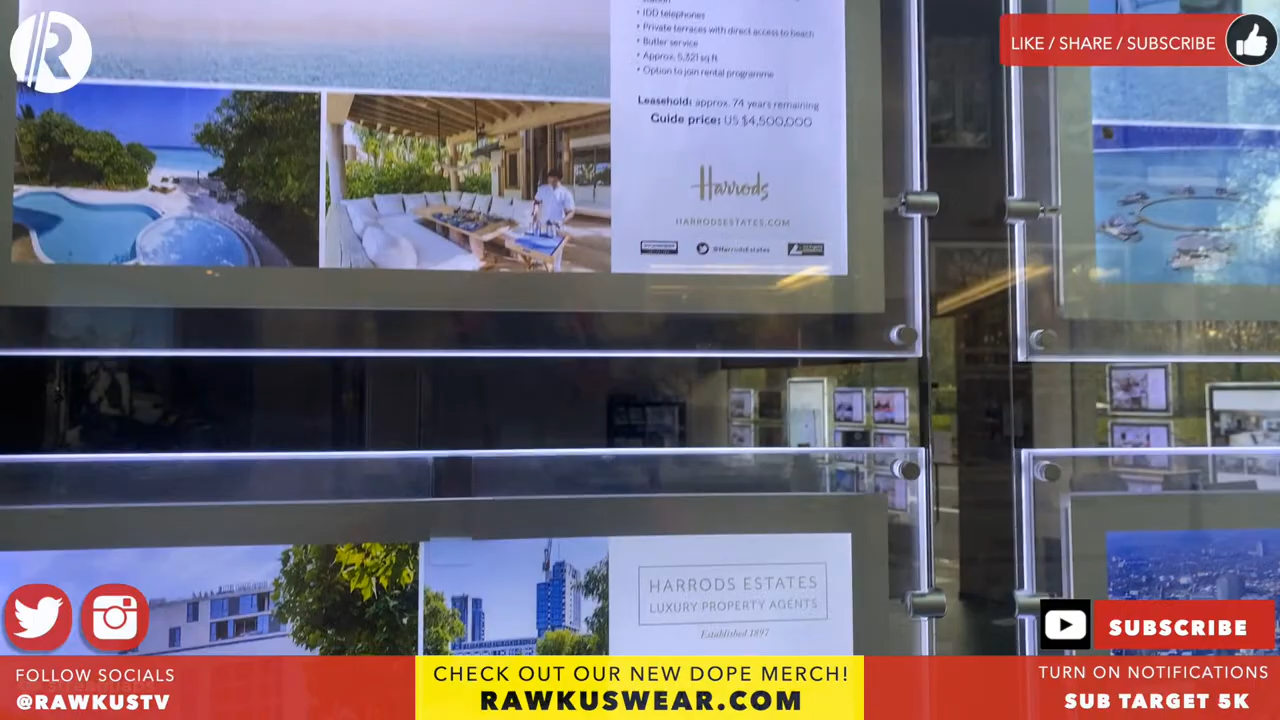 • IDD telephones
• Private terraces with direct access to beach
• Butler service
• Approx. 5,321 sq ft
• Option to join rental programme
Leasehold: approx. 74 years remaining
Guide price: US $4,500,000
Harrods
HARRODSESTATES.COM
@HarrodsEstates
LIKE / SHARE / SUBSCRIBE
HARRODS ESTATES
LUXURY PROPERTY AGENTS
Established 1897
SUBSCRIBE
FOLLOW SOCIALS
@RAWKUSTV
CHECK OUT OUR NEW DOPE MERCH!
RAWKUSWEAR.COM
TURN ON NOTIFICATIONS
SUB TARGET 5K